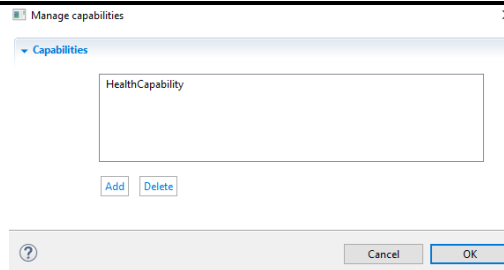 Manage capabilities
Capabilities
HealthCapability
Add Delete
Cancel OK